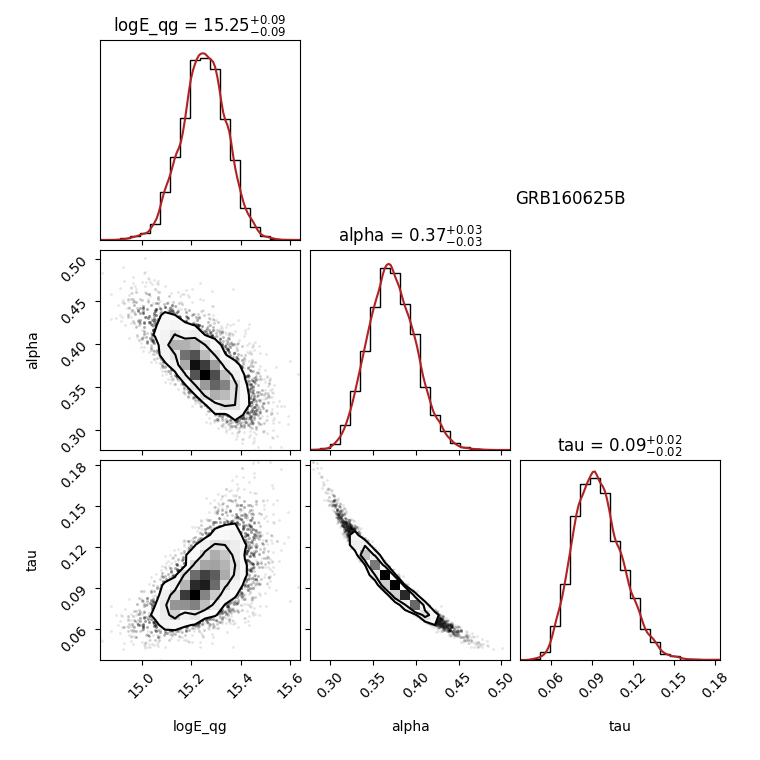 logE_qg = 15.25+0.09 −0.09
GRB160625B
alpha = 0.37+0.03 −0.03
0.50
0.45
0.40
0.35
0.30
alpha
tau = 0.09+0.02 −0.02
0.18
0.15
0.12
0.09
0.06
tau
15.0 15.2 15.4 15.6
0.30 0.35 0.40 0.45 0.50
0.06 0.09 0.12 0.15 0.18
logE_qg alpha tau